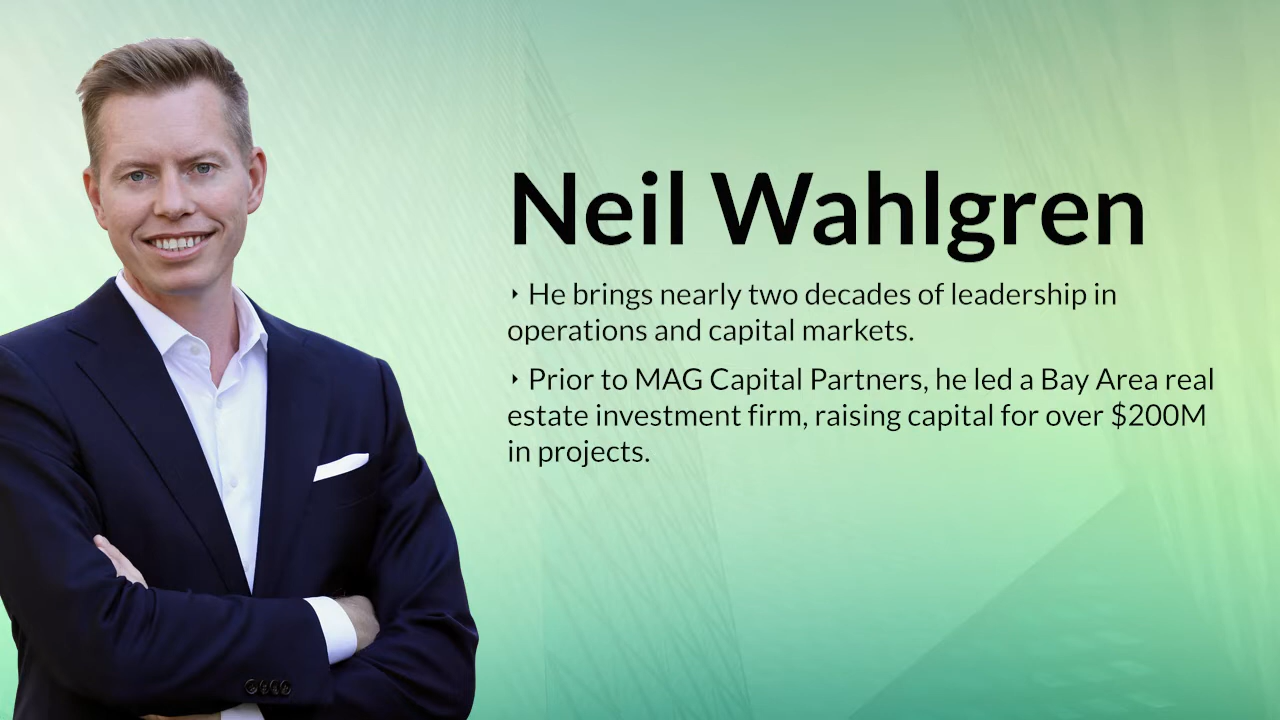 Neil Wahlgren
‣ He brings nearly two decades of leadership in
operations and capital markets.
‣ Prior to MAG Capital Partners, he led a Bay Area real
estate investment firm, raising capital for over $200M
in projects.